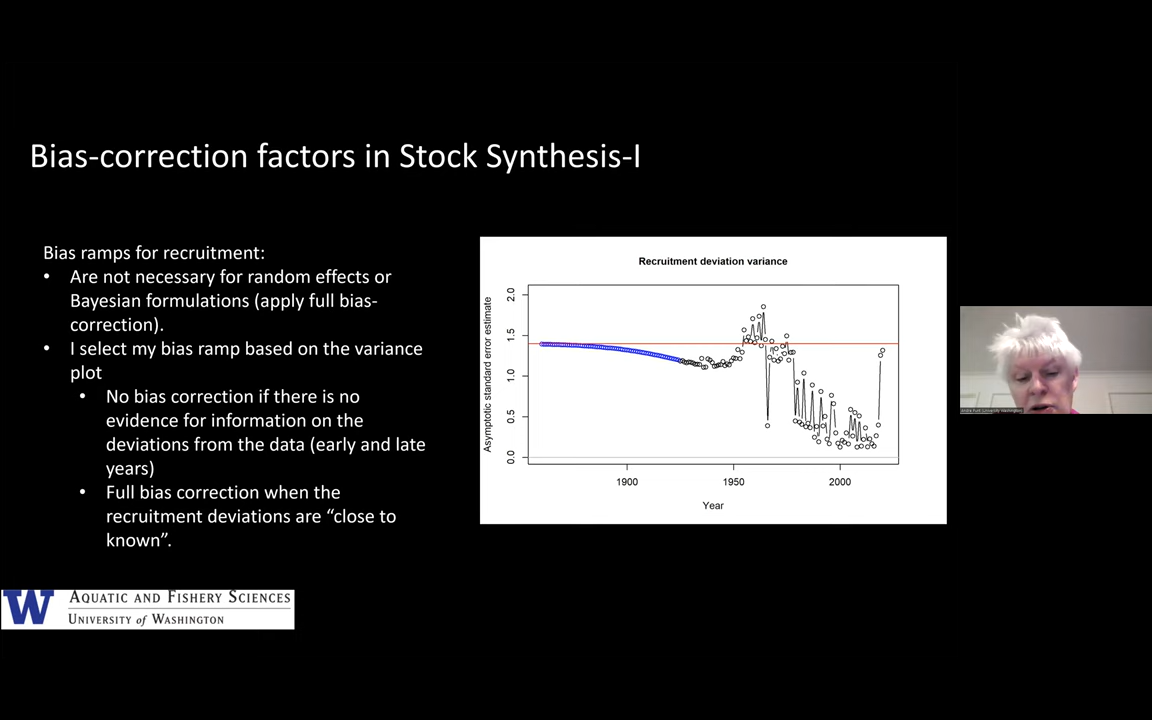 Bias-correction factors in Stock Synthesis-I
Bias ramps for recruitment:
• Are not necessary for random effects or
Bayesian formulations (apply full bias-
correction).
• I select my bias ramp based on the variance
plot
• No bias correction if there is no
evidence for information on the
deviations from the data (early and late
years)
• Full bias correction when the
recruitment deviations are “close to
known”.
Recruitment deviation variance
Asymptotic standard error estimate
2.0
1.5
1.0
0.5
0.0
1900 1950 2000
Year
W
AQUATIC AND FISHERY SCIENCES
UNIVERSITY of WASHINGTON